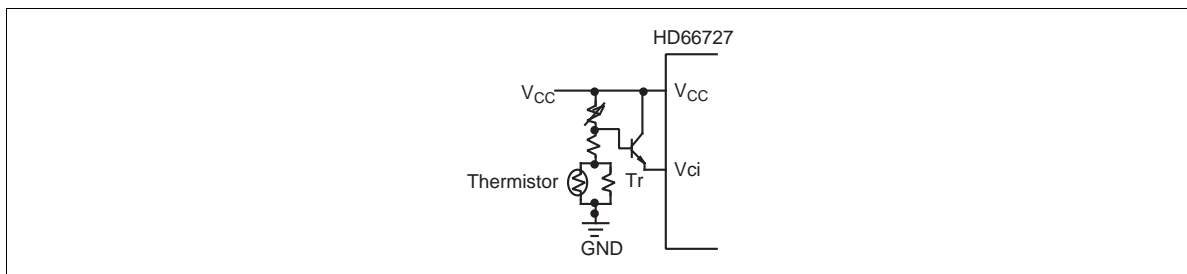 HD66727
VCC
VCC
Thermistor
Tr
Vci
GND